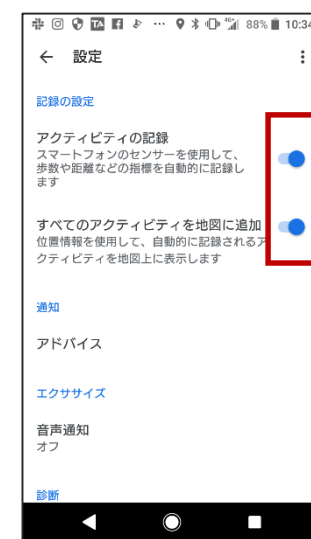 88% 10:34
設定
記録の設定
アクティビティの記録
スマートフォンのセンサーを使用して、
歩数や距離などの指標を自動的に記録し
ます
すべてのアクティビティを地図に追加
位置情報を使用して、自動的に記録されるア
クティビティを地図上に表示します
通知
アドバイス
エクササイズ
音声通知
オフ
診断